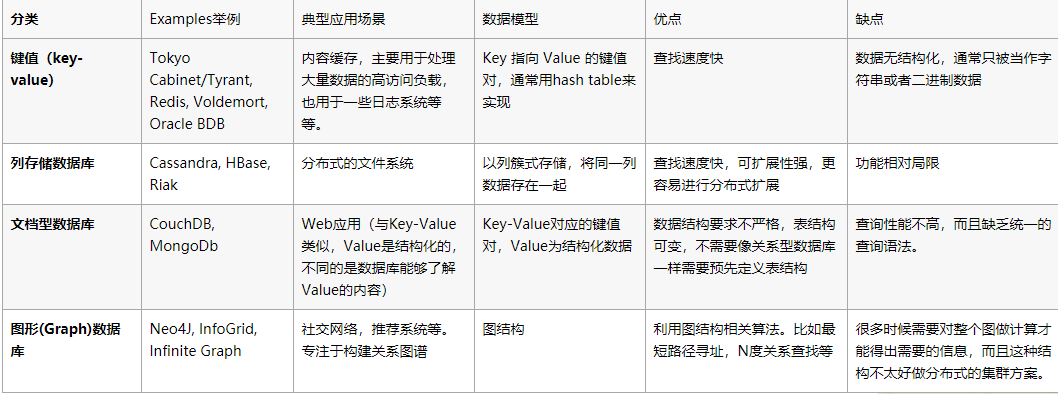 分类
Examples举例
典型应用场景
数据模型
优点
缺点
键值（key-
value）
Tokyo
Cabinet/Tyrant,
Redis, Voldemort,
Oracle BDB
内容缓存，主要用于处理
大量数据的高访问负载，
也用于一些日志系统等
等。
Key 指向 Value 的键值
对，通常用hash table来
实现
查找速度快
数据无结构化，通常只被当作字
符串或者二进制数据
列存储数据库
Cassandra, HBase,
Riak
分布式的文件系统
以列簇式存储，将同一列
数据存在一起
查找速度快，可扩展性强，更
容易进行分布式扩展
功能相对局限
文档型数据库
CouchDB,
MongoDb
Web应用（与Key-Value
类似，Value是结构化的，
不同的是数据库能够了解
Value的内容）
Key-Value对应的键值
对，Value为结构化数据
数据结构要求不严格，表结构
可变，不需要像关系型数据库
一样需要预先定义表结构
查询性能不高，而且缺乏统一的
查询语法。
图形(Graph)数据
库
Neo4J, InfoGrid,
Infinite Graph
社交网络，推荐系统等。
专注于构建关系图谱
图结构
利用图结构相关算法。比如最
短路径寻址，N度关系查找等
很多时候需要对整个图做计算才
能得出需要的信息，而且这种结
构不太好做分布式的集群方案。